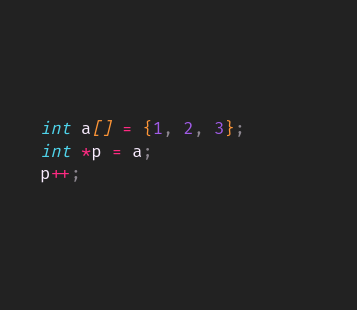 int a[] = {1, 2, 3};
int *p = a;
p++;